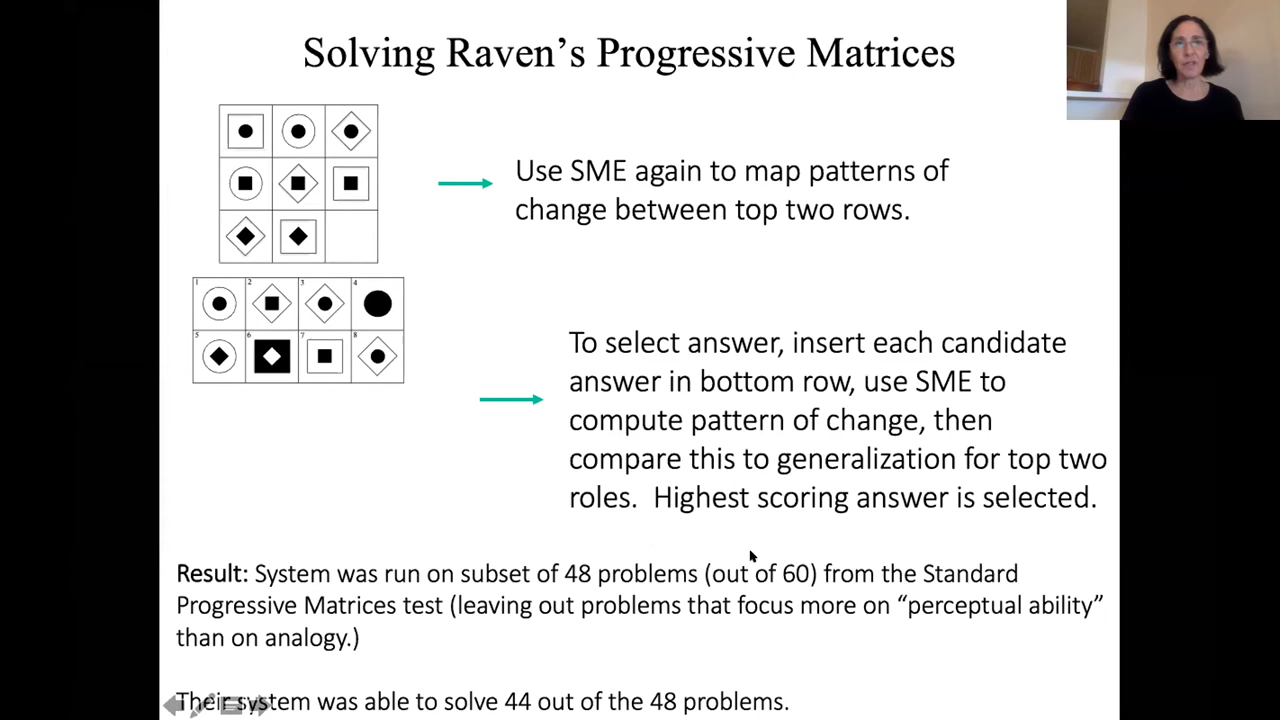 Solving Raven's Progressive Matrices
Use SME again to map patterns of
change between top two rows.
1 2 3 4
5 6 7 8
To select answer, insert each candidate
answer in bottom row, use SME to
compute pattern of change, then
compare this to generalization for top two
roles. Highest scoring answer is selected.
Result: System was run on subset of 48 problems (out of 60) from the Standard
Progressive Matrices test (leaving out problems that focus more on “perceptual ability”
than on analogy.)
Their system was able to solve 44 out of the 48 problems.